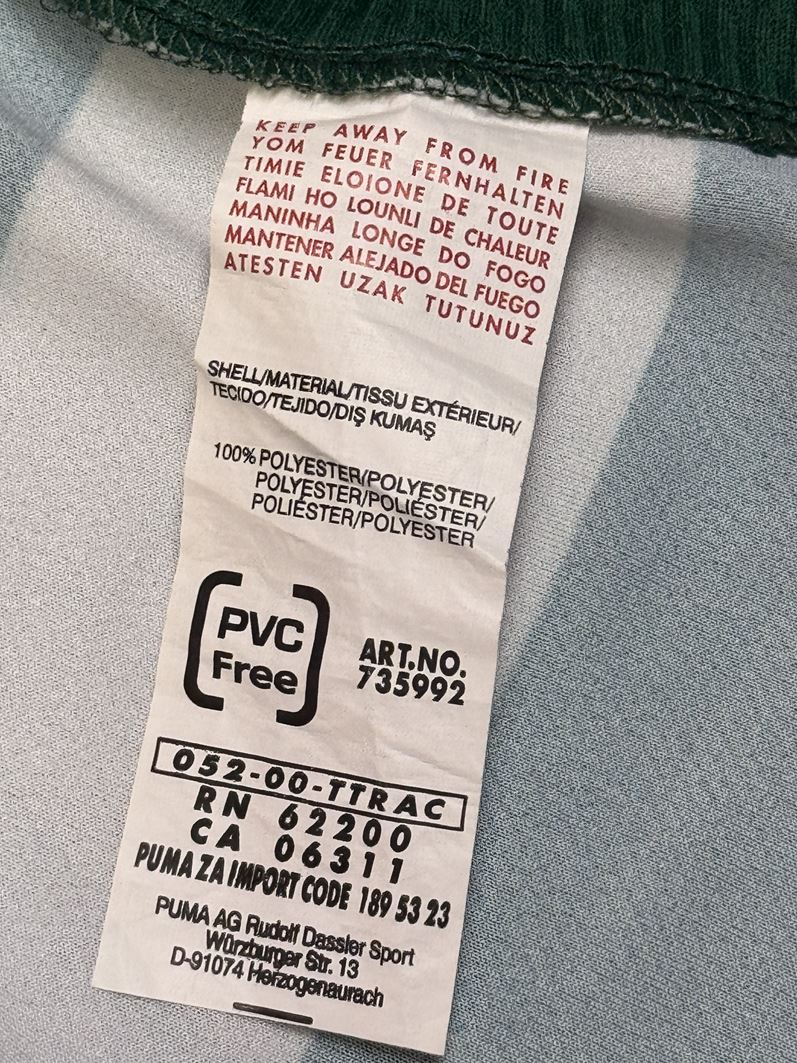 KEEP AWAY FROM FIRE
YOM FEUER FERNHALTEN
TIMIE ELOIONE DE TOUTE
FLAMI HO LOUNLI DE CHALEUR
MANINHA LONGE DO FOGO
MANTENER ALEJADO DEL FUEGO
ATESTEN UZAK TUTUNUZ
SHELL/MATERIAL/TISSU EXTÉRIEUR/
TECIDO/TEJIDO/DIŞ KUMAŞ
100% POLYESTER/POLYESTER/
POLYESTER/POLIÉSTER/
POLIÉSTER/POLYESTER
PVC
Free
ART.NO.
735992
052-00-TTRAC
RN 62200
CA 06311
PUMA ZA IMPORT CODE 189 53 23
PUMA AG Rudolf Dassler Sport
Würzburger Str. 13
D-91074 Herzogenaurach